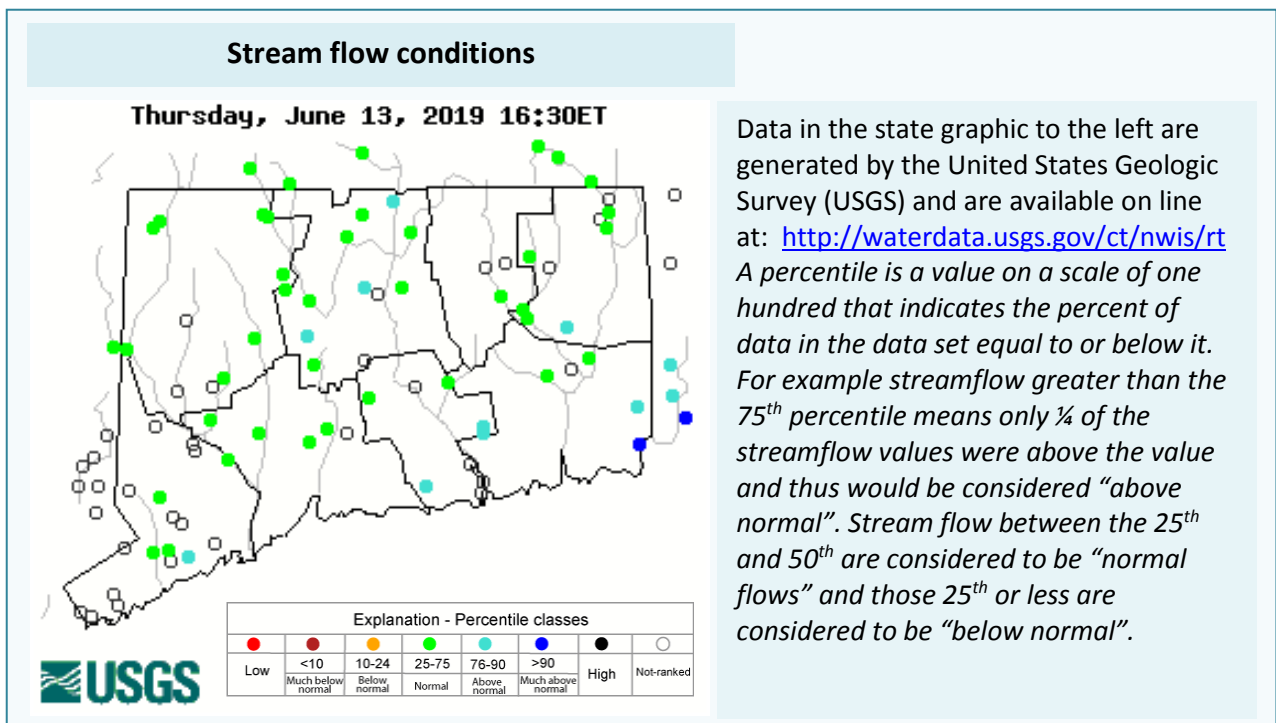 Stream flow conditions
Thursday, June 13, 2019 16:30ET
Data in the state graphic to the left are
generated by the United States Geologic
Survey (USGS) and are available on line
at: http://waterdata.usgs.gov/ct/nwis/rt
A percentile is a value on a scale of one
hundred that indicates the percent of
data in the data set equal to or below it.
For example streamflow greater than the
75th percentile means only ¼ of the
streamflow values were above the value
and thus would be considered “above
normal”. Stream flow between the 25th
and 50th are considered to be “normal
flows” and those 25th or less are
considered to be “below normal”.
Explanation - Percentile classes
Low <10 10-24 25-75 76-90 >90 High Not-ranked
Much below normal Below normal Normal Above normal Much above normal
USGS